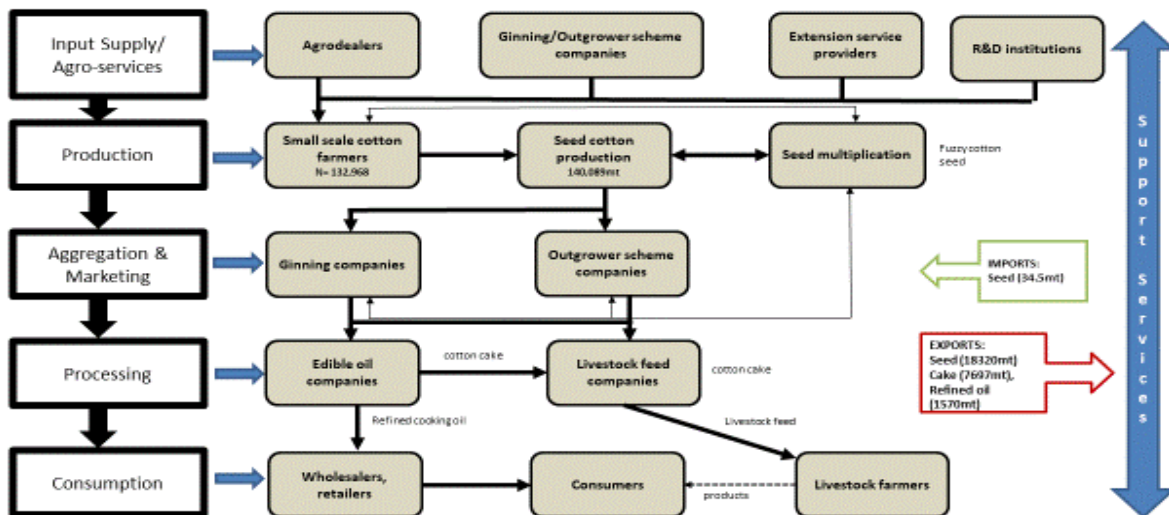 Input Supply/
Agro-services
Agrodealers
Ginning/Outgrower scheme
companies
Extension service
providers
R&D institutions
Production
Small scale cotton
farmers
N= 132,968
Seed cotton
production
140,089mt
Seed multiplication
Fuzzy cotton
seed
Aggregation &
Marketing
Ginning companies
Outgrower scheme
companies
IMPORTS:
Seed (34.5mt)
Processing
Edible oil
companies
cotton cake
Livestock feed
companies
cotton cake
EXPORTS:
Seed (18320mt)
Cake (7697mt),
Refined oil
(1570mt)
Refined cooking oil
Livestock feed
Consumption
Wholesalers,
retailers
Consumers
products
Livestock farmers
Support Services